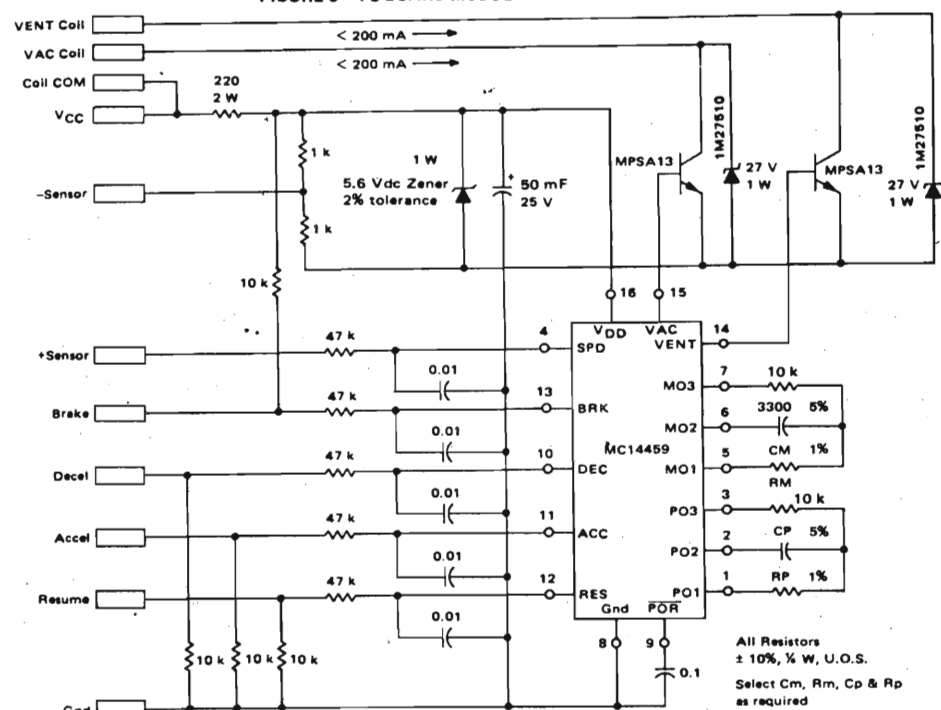 VENT Coil
< 200 mA
VAC Coil
< 200 mA
Coil COM
220
2 W
VCC
1 k
-Sensor
1 k
1 W
5.6 Vdc Zener
2% tolerance
+
50 mF
25 V
MPSA13
1M27510
27 V
1 W
MPSA13
1M27510
27 V
1 W
10 k
16
15
VDD
VAC
VENT
14
+Sensor
47 k
4
SPD
0.01
Brake
47 k
13
BRK
0.01
Decel
47 k
10
DEC
0.01
Accel
47 k
11
ACC
0.01
Resume
47 k
12
RES
0.01
MC14459
7
MO3
10 k
6
MO2
3300 5%
5
MO1
CM 1%
RM
3
PO3
10 k
2
PO2
CP 5%
1
PO1
RP 1%
Gnd
POR
8
9
0.1
10 k
10 k
10 k
Gnd
All Resistors
± 10%, ¼ W, U.O.S.
Select Cm, Rm, Cp & Rp
as required